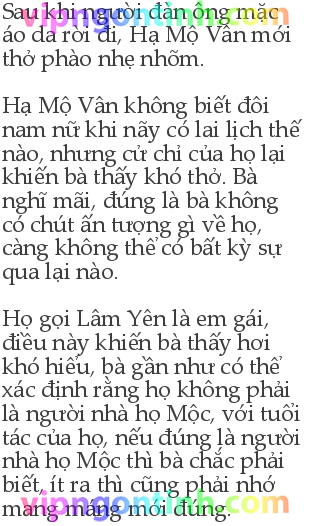 Sau khi người đàn ông mặc
áo da rời đi, Hạ Mộ Vân mới
thở phào nhẹ nhõm.
Hạ Mộ Vân không biết đôi
nam nữ khi nãy có lai lịch thế
nào, nhưng cử chỉ của họ lại
khiến bà thấy khó thở. Bà
nghĩ mãi, đúng là bà không
có chút ấn tượng gì về họ,
càng không thể có bất kỳ sự
qua lại nào.
Họ gọi Lâm Yên là em gái,
điều này khiến bà thấy hơi
khó hiểu, bà gần như có thể
xác định rằng họ không phải
là người nhà họ Mộc, với tuổi
tác của họ, nếu đúng là người
nhà họ Mộc thì bà chắc phải
biết, ít ra thì cũng phải nhớ
mang máng mới đúng.
vipngontinh.com
vipngontinh.com